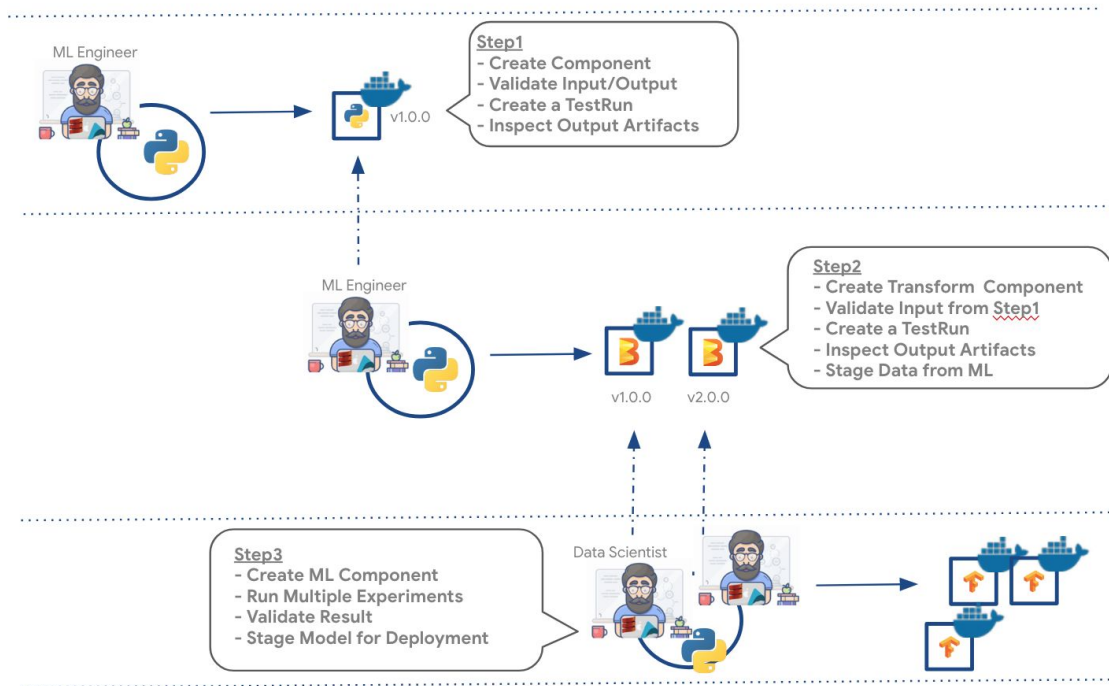 ML Engineer
v1.0.0
Step1
- Create Component
- Validate Input/Output
- Create a TestRun
- Inspect Output Artifacts
ML Engineer
v1.0.0
v2.0.0
Step2
- Create Transform Component
- Validate Input from Step1
- Create a TestRun
- Inspect Output Artifacts
- Stage Data from ML
Step3
- Create ML Component
- Run Multiple Experiments
- Validate Result
- Stage Model for Deployment
Data Scientist